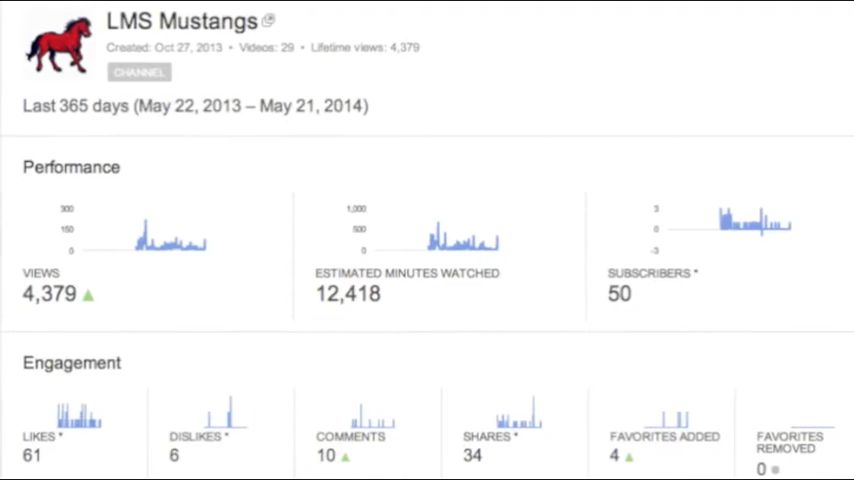 LMS Mustangs
Created: Oct 27, 2013 • Videos: 29 • Lifetime views: 4,379
CHANNEL
Last 365 days (May 22, 2013 – May 21, 2014)
Performance
300
150
0
1,000
500
0
3
0
-3
VIEWS
ESTIMATED MINUTES WATCHED
SUBSCRIBERS *
4,379
12,418
50
Engagement
LIKES *
DISLIKES *
COMMENTS
SHARES *
FAVORITES ADDED
FAVORITES
REMOVED
61
6
10
34
4
0